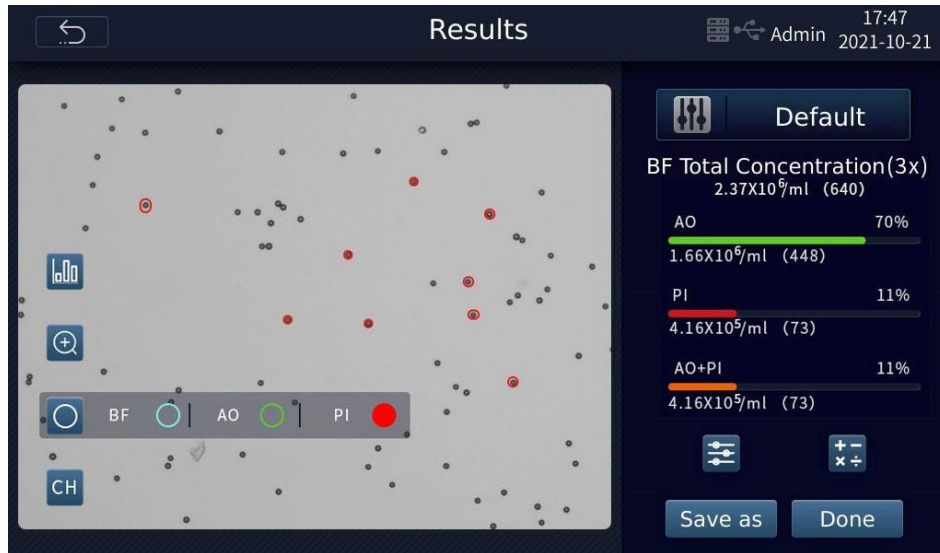 Results
Admin
17:47
2021-10-21
Default
BF Total Concentration(3x)
2.37X10⁶/ml (640)
AO 70%
1.66X10⁶/ml (448)
PI 11%
4.16X10⁵/ml (73)
AO+PI 11%
4.16X10⁵/ml (73)
BF AO PI
CH
Save as Done